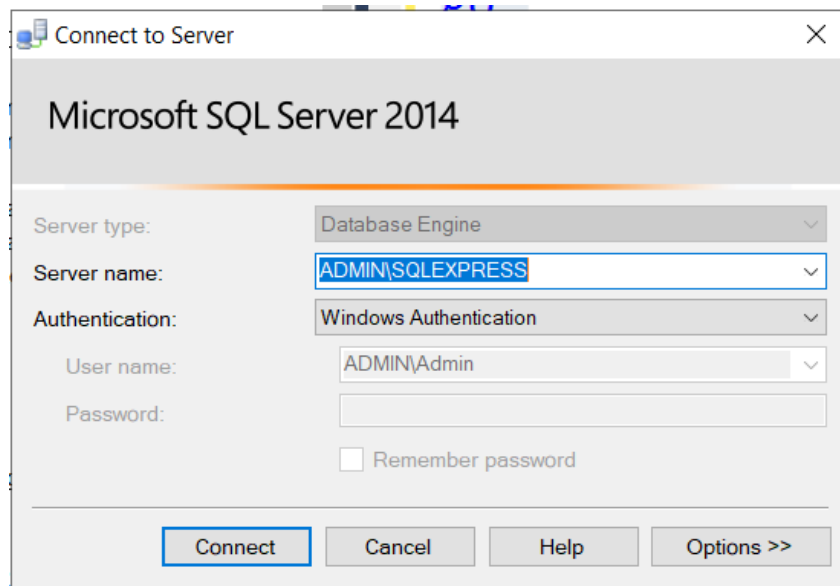 Connect to Server
Microsoft SQL Server 2014
Server type: Database Engine
Server name: ADMIN\SQLEXPRESS
Authentication: Windows Authentication
User name: ADMIN\Admin
Password:
Remember password
Connect Cancel Help Options >>